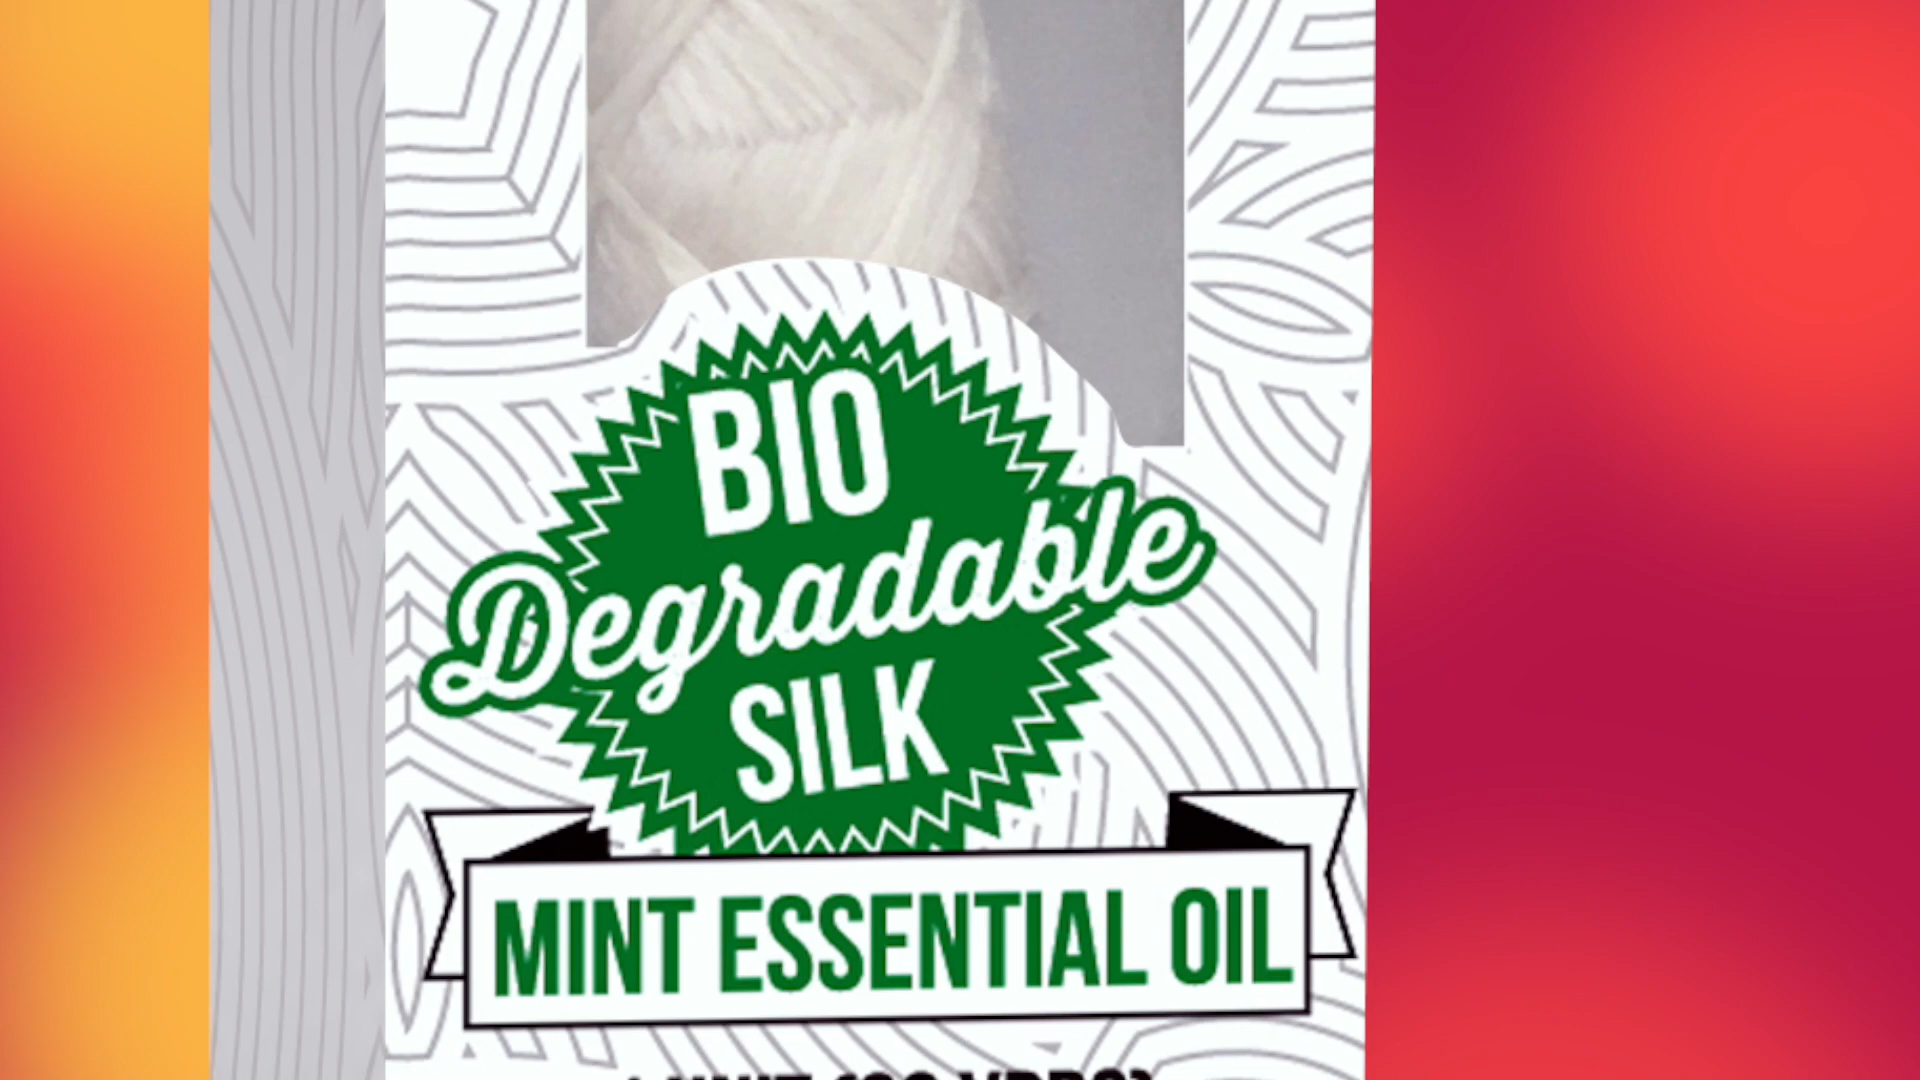 BIO
Degradable
SILK
MINT ESSENTIAL OIL